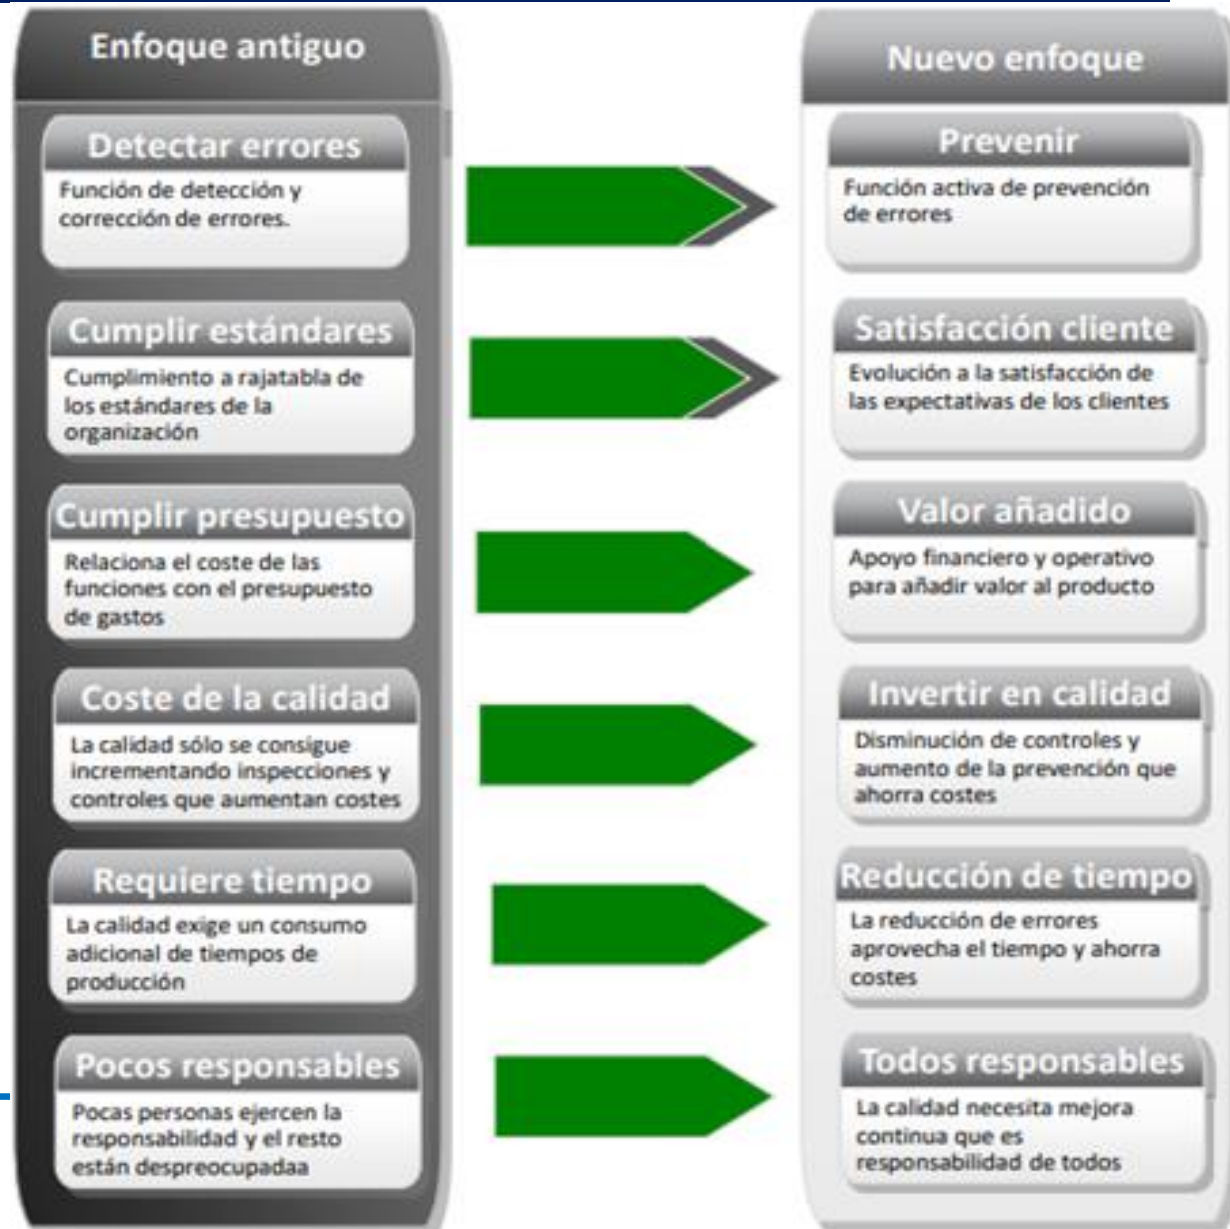 Enfoque antiguo
Detectar errores
Función de detección y
corrección de errores.
Cumplir estándares
Cumplimiento a rajatabla de
los estándares de la
organización
Cumplir presupuesto
Relaciona el coste de las
funciones con el presupuesto
de gastos
Coste de la calidad
La calidad sólo se consigue
incrementando inspecciones y
controles que aumentan costes
Requiere tiempo
La calidad exige un consumo
adicional de tiempos de
producción
Pocos responsables
Pocas personas ejercen la
responsabilidad y el resto
están despreocupadaa
Nuevo enfoque
Prevenir
Función activa de prevención
de errores
Satisfacción cliente
Evolución a la satisfacción de
las expectativas de los clientes
Valor añadido
Apoyo financiero y operativo
para añadir valor al producto
Invertir en calidad
Disminución de controles y
aumento de la prevención que
ahorra costes
Reducción de tiempo
La reducción de errores
aprovecha el tiempo y ahorra
costes
Todos responsables
La calidad necesita mejora
continua que es
responsabilidad de todos